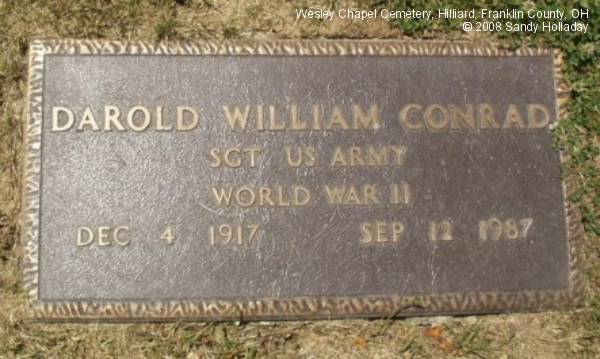 Wesley Chapel Cemetery, Hilliard, Franklin County, OH
© 2008 Sandy Holladay
DAROLD WILLIAM CONRAD
SGT US ARMY
WORLD WAR II
DEC 4 1917 SEP 12 1987